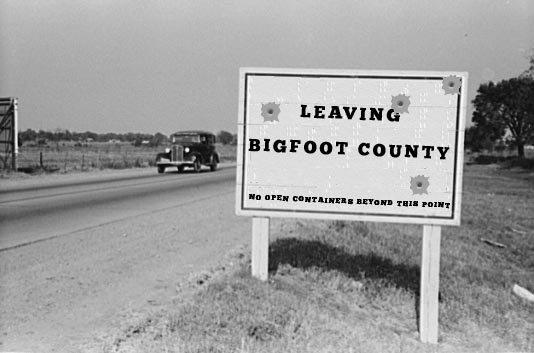 LEAVING
BIGFOOT COUNTY
NO OPEN CONTAINERS BEYOND THIS POINT